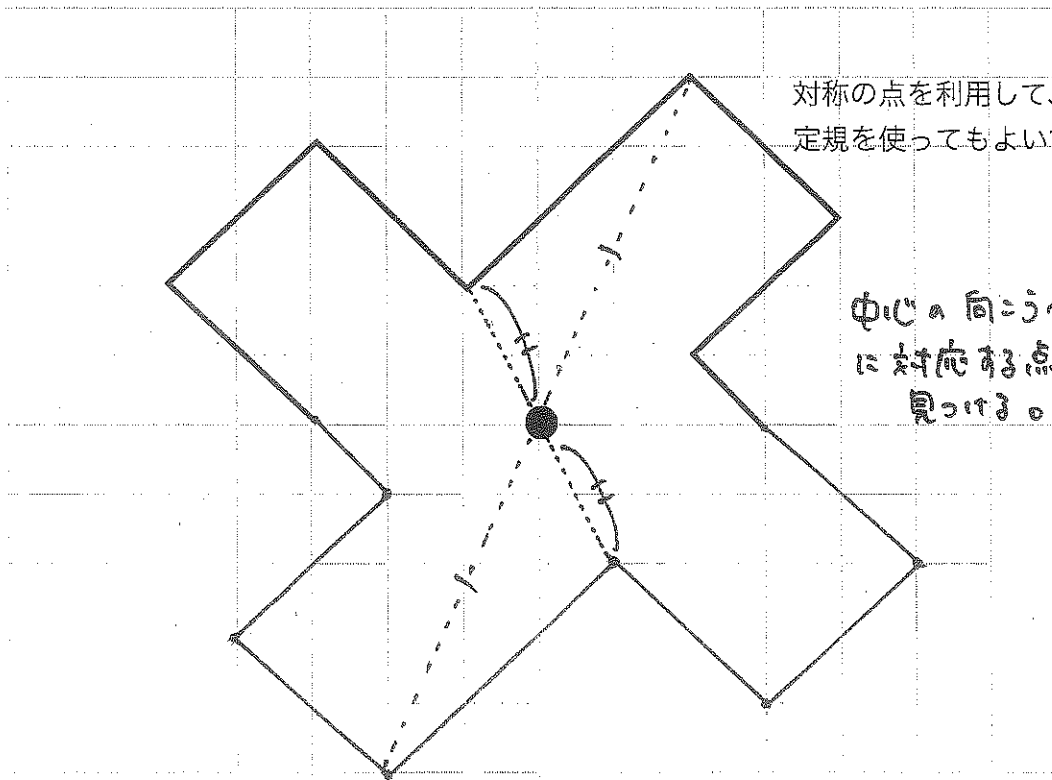 対称の点を利用して、
定規を使ってもよい
中心の向こう
に対応する点
見つける。